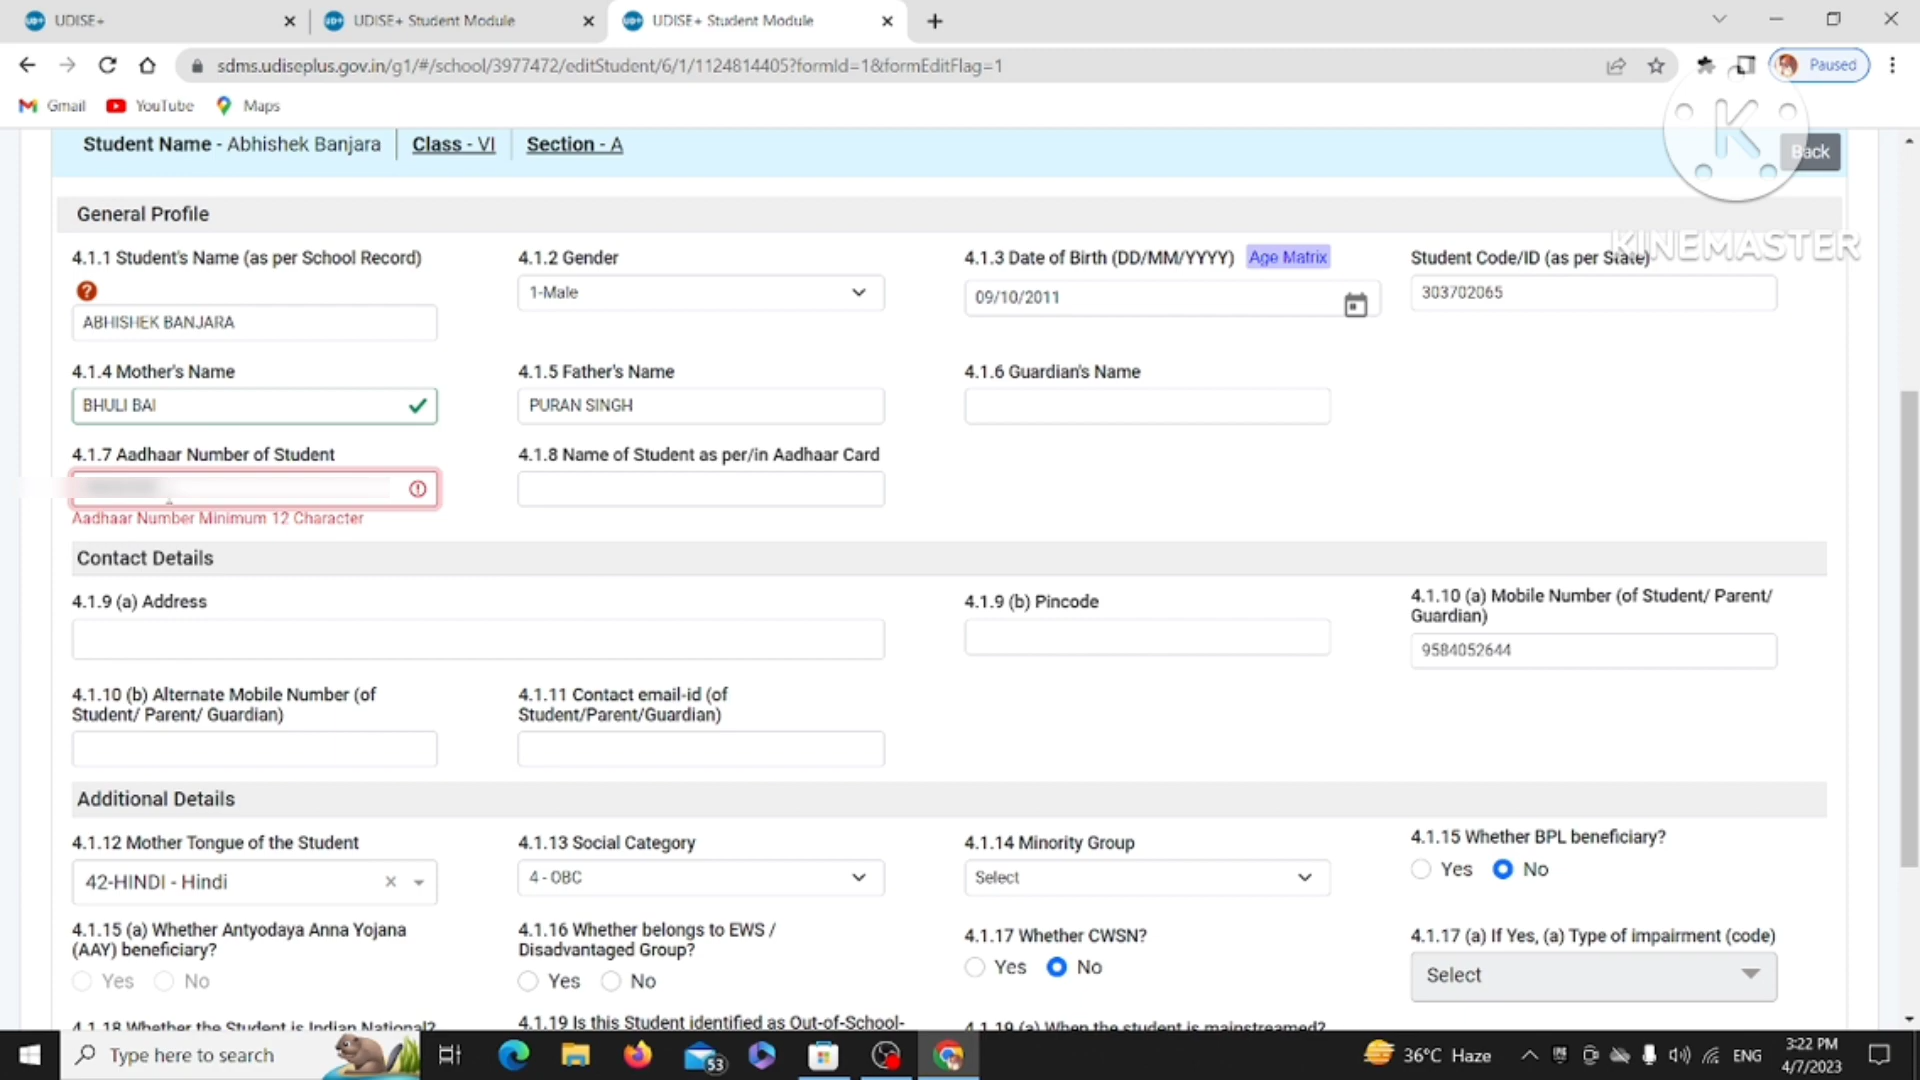 UDISE+
UDISE+ Student Module
UDISE+ Student Module
sdms.udiseplus.gov.in/g1/#/school/3977472/editStudent/6/1/1124814405?formId=1&formEditFlag=1
Paused
Gmail YouTube Maps
Student Name - Abhishek Banjara Class - VI Section - A
Back
K
KINEMASTER
General Profile
4.1.1 Student's Name (as per School Record) 4.1.2 Gender 4.1.3 Date of Birth (DD/MM/YYYY) Age Matrix Student Code/ID (as per State)
ABHISHEK BANJARA 1-Male 09/10/2011 303702065
4.1.4 Mother's Name 4.1.5 Father's Name 4.1.6 Guardian's Name
BHULI BAI PURAN SINGH
4.1.7 Aadhaar Number of Student 4.1.8 Name of Student as per/in Aadhaar Card
Aadhaar Number Minimum 12 Character
Contact Details
4.1.9 (a) Address 4.1.9 (b) Pincode 4.1.10 (a) Mobile Number (of Student/ Parent/
Guardian)
9584052644
4.1.10 (b) Alternate Mobile Number (of
Student/ Parent/ Guardian)
4.1.11 Contact email-id (of
Student/Parent/Guardian)
Additional Details
4.1.12 Mother Tongue of the Student 4.1.13 Social Category 4.1.14 Minority Group 4.1.15 Whether BPL beneficiary?
42-HINDI - Hindi 4 - OBC Select Yes No
4.1.15 (a) Whether Antyodaya Anna Yojana
(AAY) beneficiary?
Yes No
4.1.16 Whether belongs to EWS /
Disadvantaged Group?
Yes No
4.1.17 Whether CWSN?
Yes No
4.1.17 (a) If Yes, (a) Type of impairment (code)
Select
4.1.18 Whether the Student is Indian National? 4.1.19 Is this Student identified as Out-of-School- 4.1.19 (a) When the student is mainstreamed?
Type here to search
53
36°C Haze
ENG
3:22 PM
4/7/2023